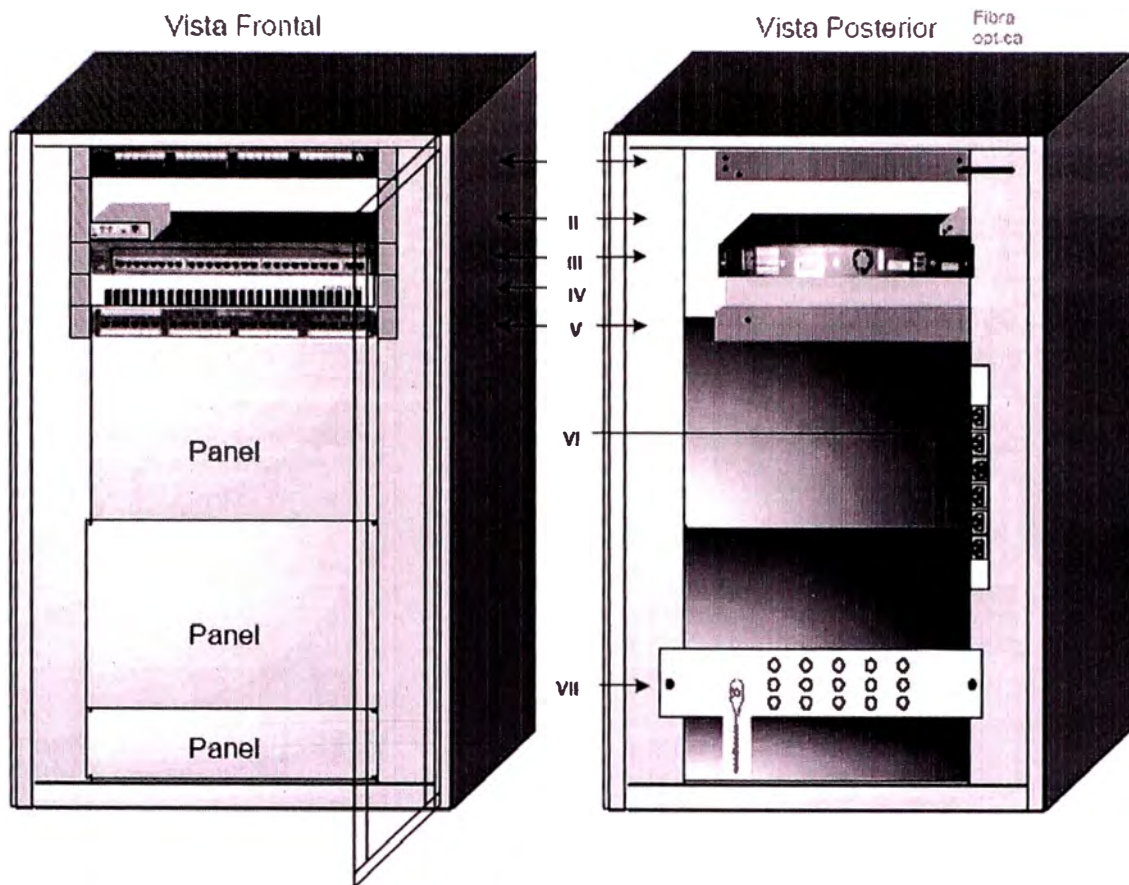 Vista Frontal
Vista Posterior
Fibra
optica
II
III
IV
V
VI
VII
Panel
Panel
Panel